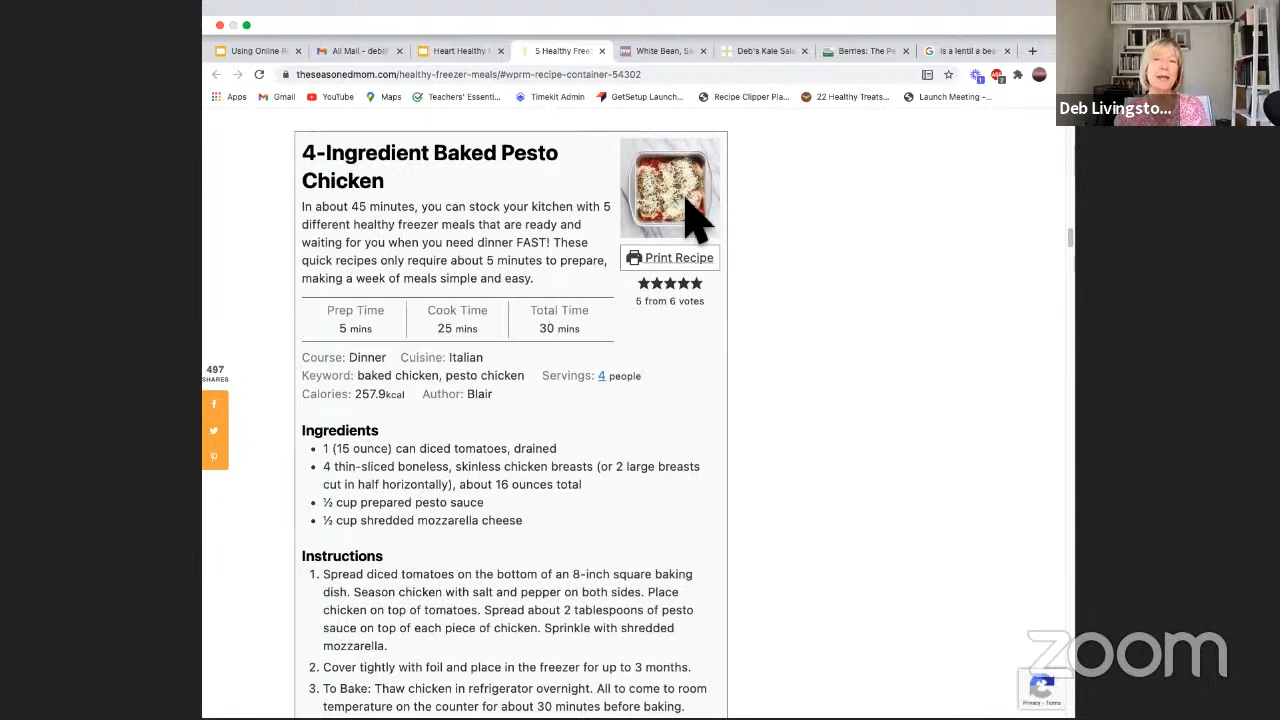 Using Online Re
All Mail - deb@
Heart Healthy
5 Healthy Free
White Bean, Sa
Deb's Kale Sala
Berries: The Pe
is a lentil a bea
theseasonedmom.com/healthy-freezer-meals/#wprm-recipe-container-54302
Apps Gmail YouTube Maps Timekit Admin GetSetup Launch... Recipe Clipper Pla... 22 Healthy Treats... Launch Meeting -...
Deb Livingsto...
4-Ingredient Baked Pesto
Chicken
In about 45 minutes, you can stock your kitchen with 5
different healthy freezer meals that are ready and
waiting for you when you need dinner FAST! These
quick recipes only require about 5 minutes to prepare,
making a week of meals simple and easy.
Print Recipe
5 from 6 votes
Prep Time Cook Time Total Time
5 mins 25 mins 30 mins
Course: Dinner Cuisine: Italian
Keyword: baked chicken, pesto chicken Servings: 4 people
Calories: 257.9kcal Author: Blair
497
SHARES
Ingredients
• 1 (15 ounce) can diced tomatoes, drained
• 4 thin-sliced boneless, skinless chicken breasts (or 2 large breasts
cut in half horizontally), about 16 ounces total
• ½ cup prepared pesto sauce
• ½ cup shredded mozzarella cheese
Instructions
1. Spread diced tomatoes on the bottom of an 8-inch square baking
dish. Season chicken with salt and pepper on both sides. Place
chicken on top of tomatoes. Spread about 2 tablespoons of pesto
sauce on top of each piece of chicken. Sprinkle with shredded
mozzarella.
2. Cover tightly with foil and place in the freezer for up to 3 months.
3. To Bake: Thaw chicken in refrigerator overnight. All to come to room
temperature on the counter for about 30 minutes before baking.
zoom
Privacy - Terms